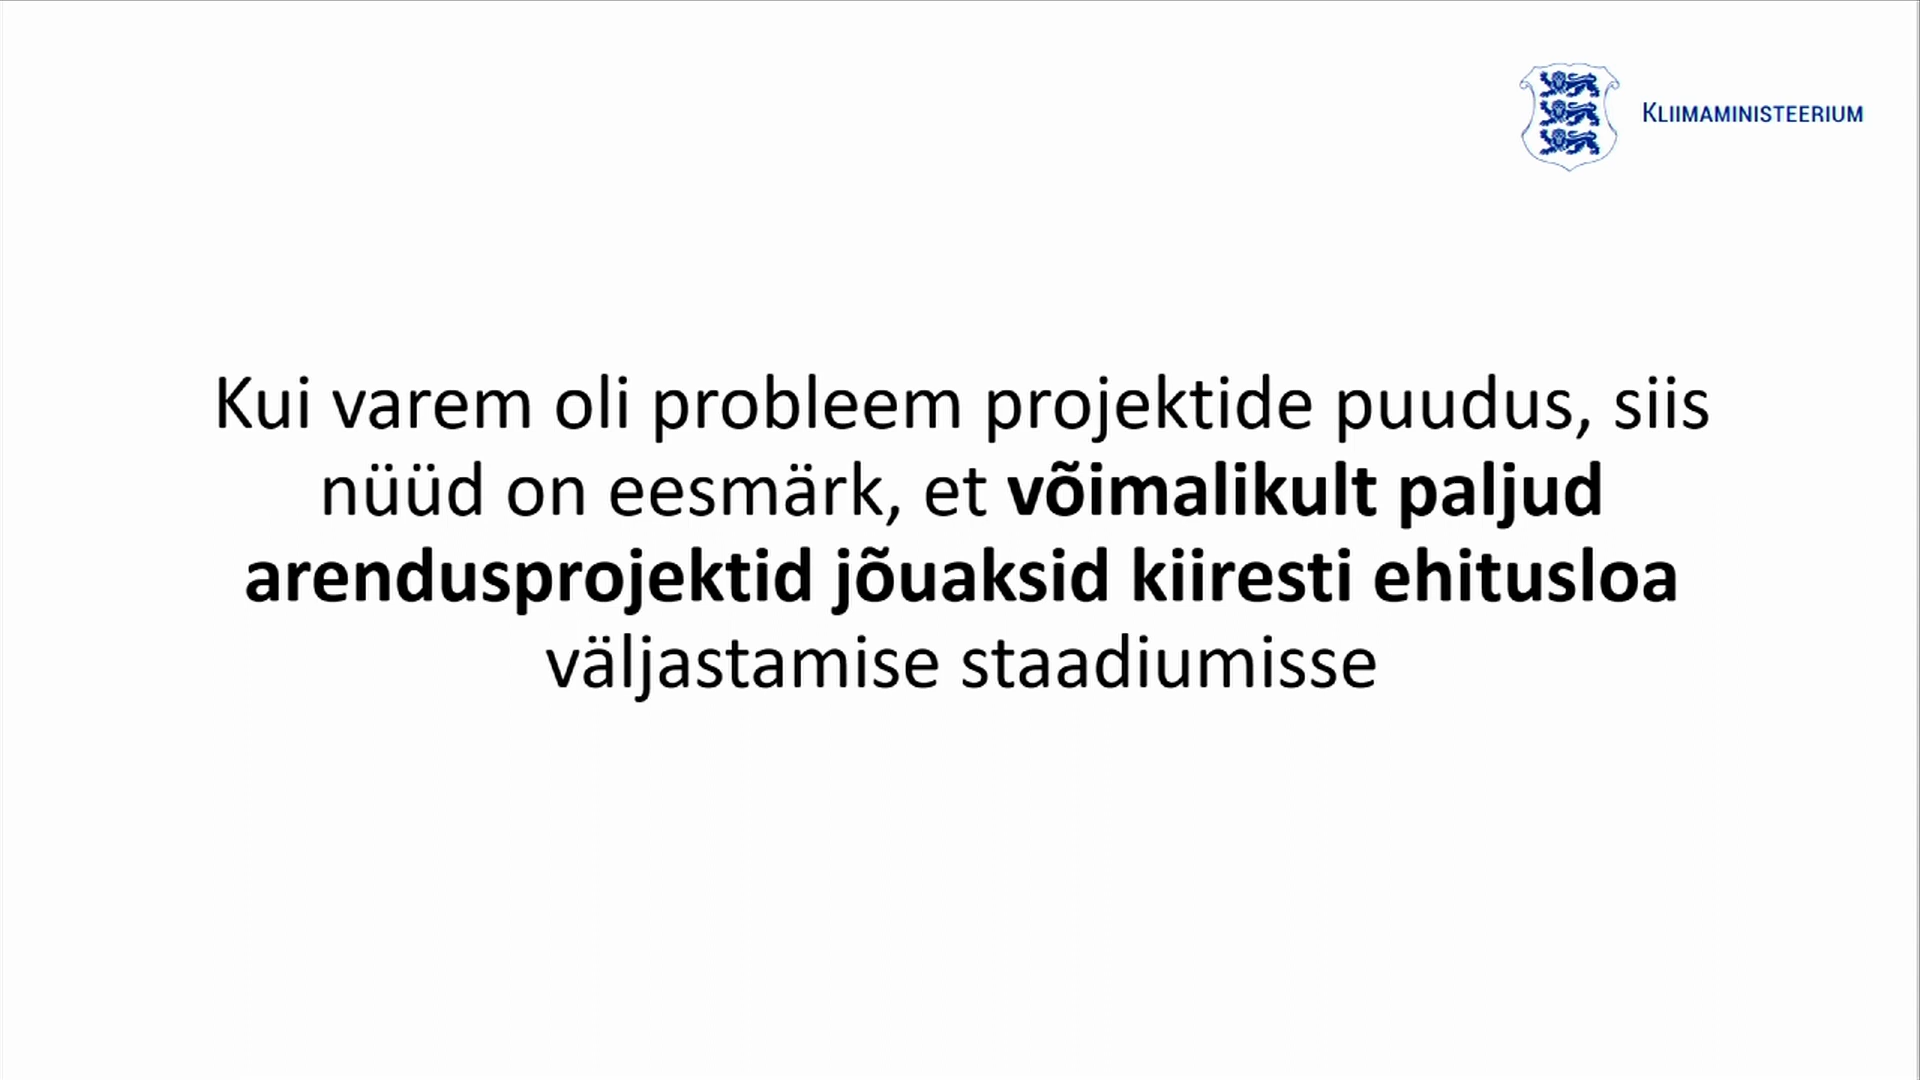 KLIIMAMINISTEERIUM
Kui varem oli probleem projektide puudus, siis
nüüd on eesmärk, et võimalikult paljud
arendusprojektid jõuaksid kiiresti ehitusloa
väljastamise staadiumisse